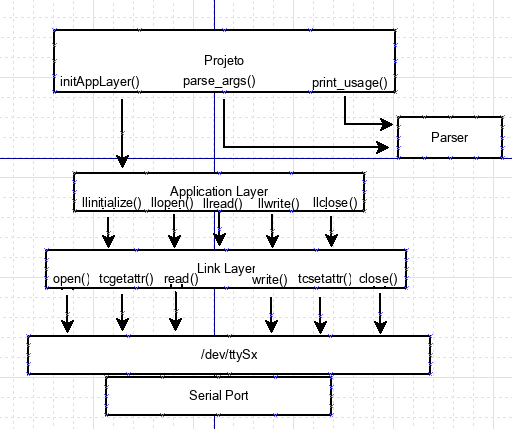 Projeto
initAppLayer() parse_args() print_usage()
Parser
Application Layer
llinitialize() llopen() llread() llwrite() llclose()
Link Layer
open() tcgetattr() read() write() tcsetattr() close()
/dev/ttySx
Serial Port